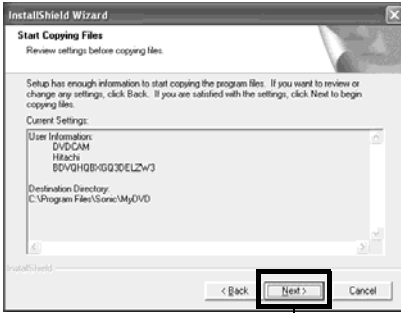 InstallShield Wizard
Start Copying Files
Review settings before copying files.
Setup has enough information to start copying the program files. If you want to review or
change any settings, click Back. If you are satisfied with the settings, click Next to begin
copying files.
Current Settings:
User Information:
DVDCAM
Hitachi
BDVQHQBXGQ3DELZW3
Destination Directory:
C:\Program Files\Sonic\MyDVD
InstallShield
< Back
Next >
Cancel